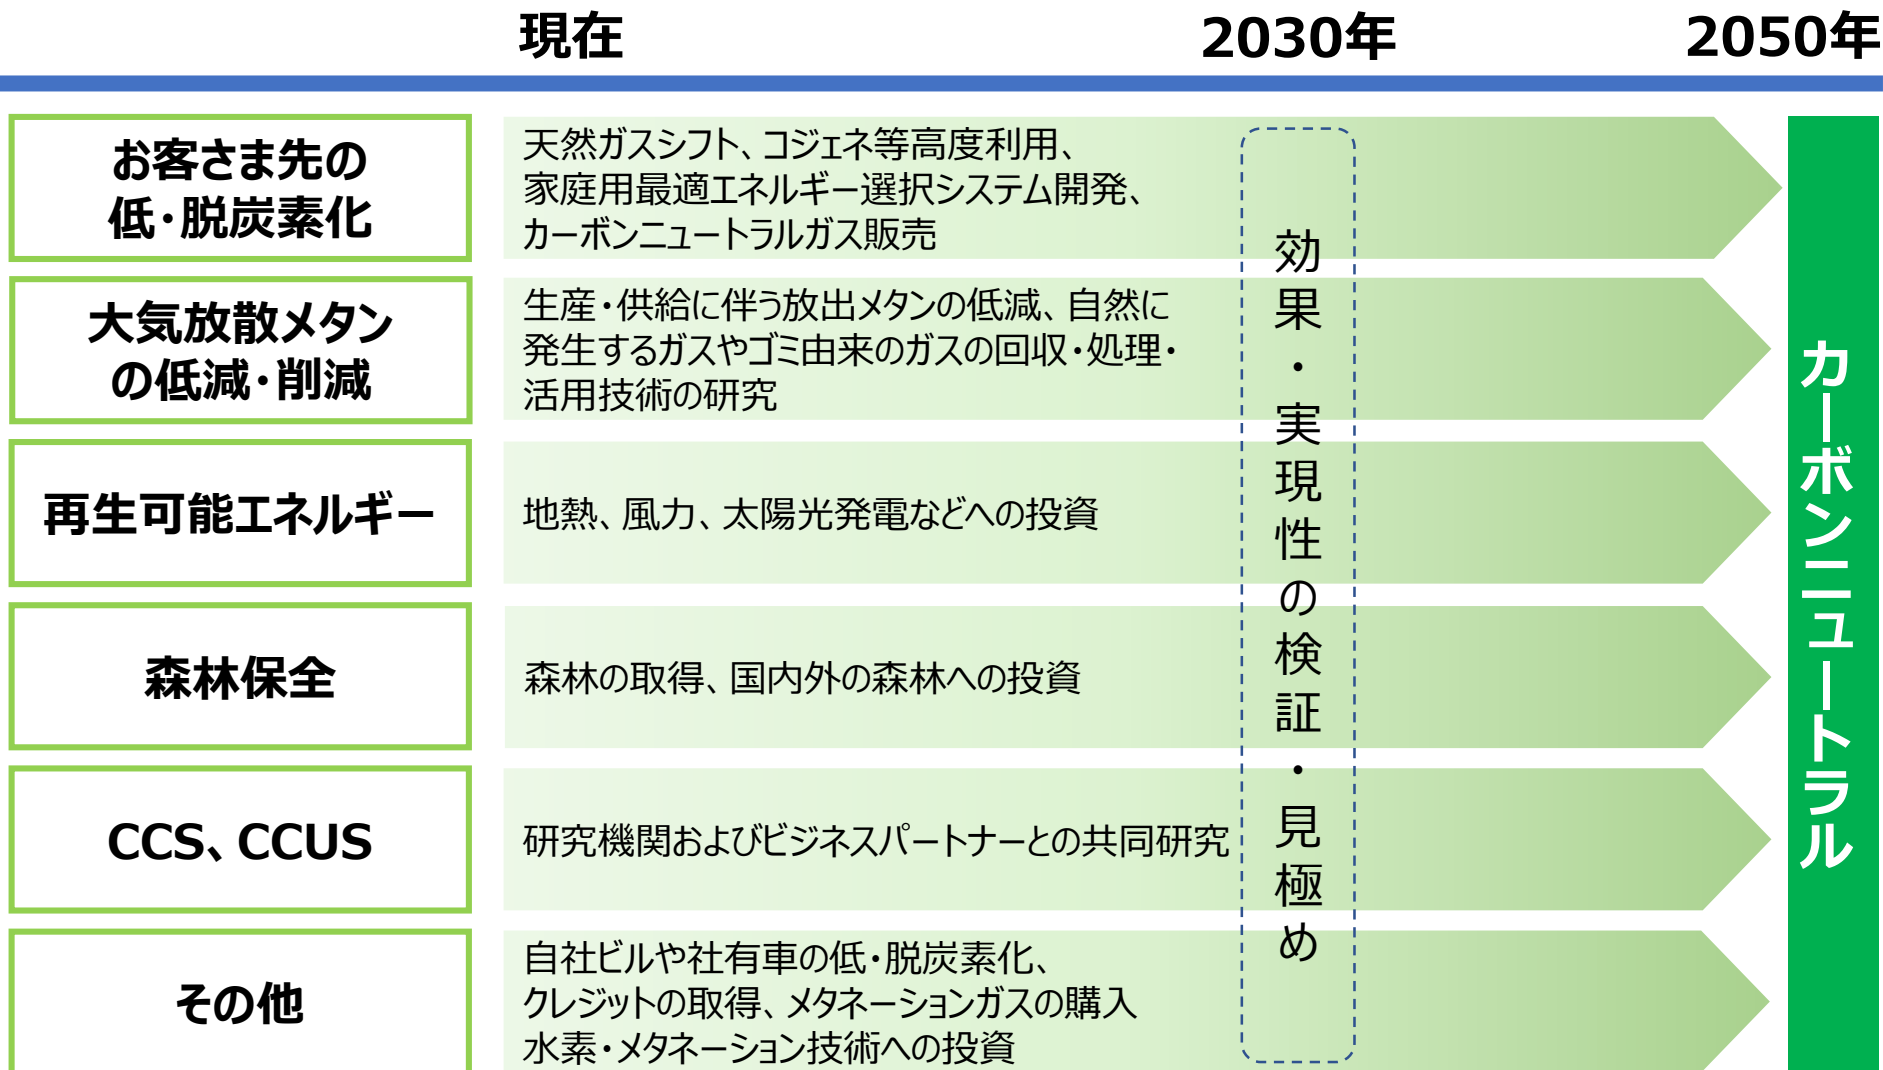 現在
2030年
2050年
お客さま先の
低・脱炭素化
天然ガスシフト、コジェネ等高度利用、
家庭用最適エネルギー選択システム開発、
カーボンニュートラルガス販売
大気放散メタン
の低減・削減
生産・供給に伴う放出メタンの低減、自然に
発生するガスやゴミ由来のガスの回収・処理・
活用技術の研究
再生可能エネルギー
地熱、風力、太陽光発電などへの投資
森林保全
森林の取得、国内外の森林への投資
CCS、CCUS
研究機関およびビジネスパートナーとの共同研究
その他
自社ビルや社有車の低・脱炭素化、
クレジットの取得、メタネーションガスの購入
水素・メタネーション技術への投資
効果・実現性の検証・見極め
カーボンニュートラル